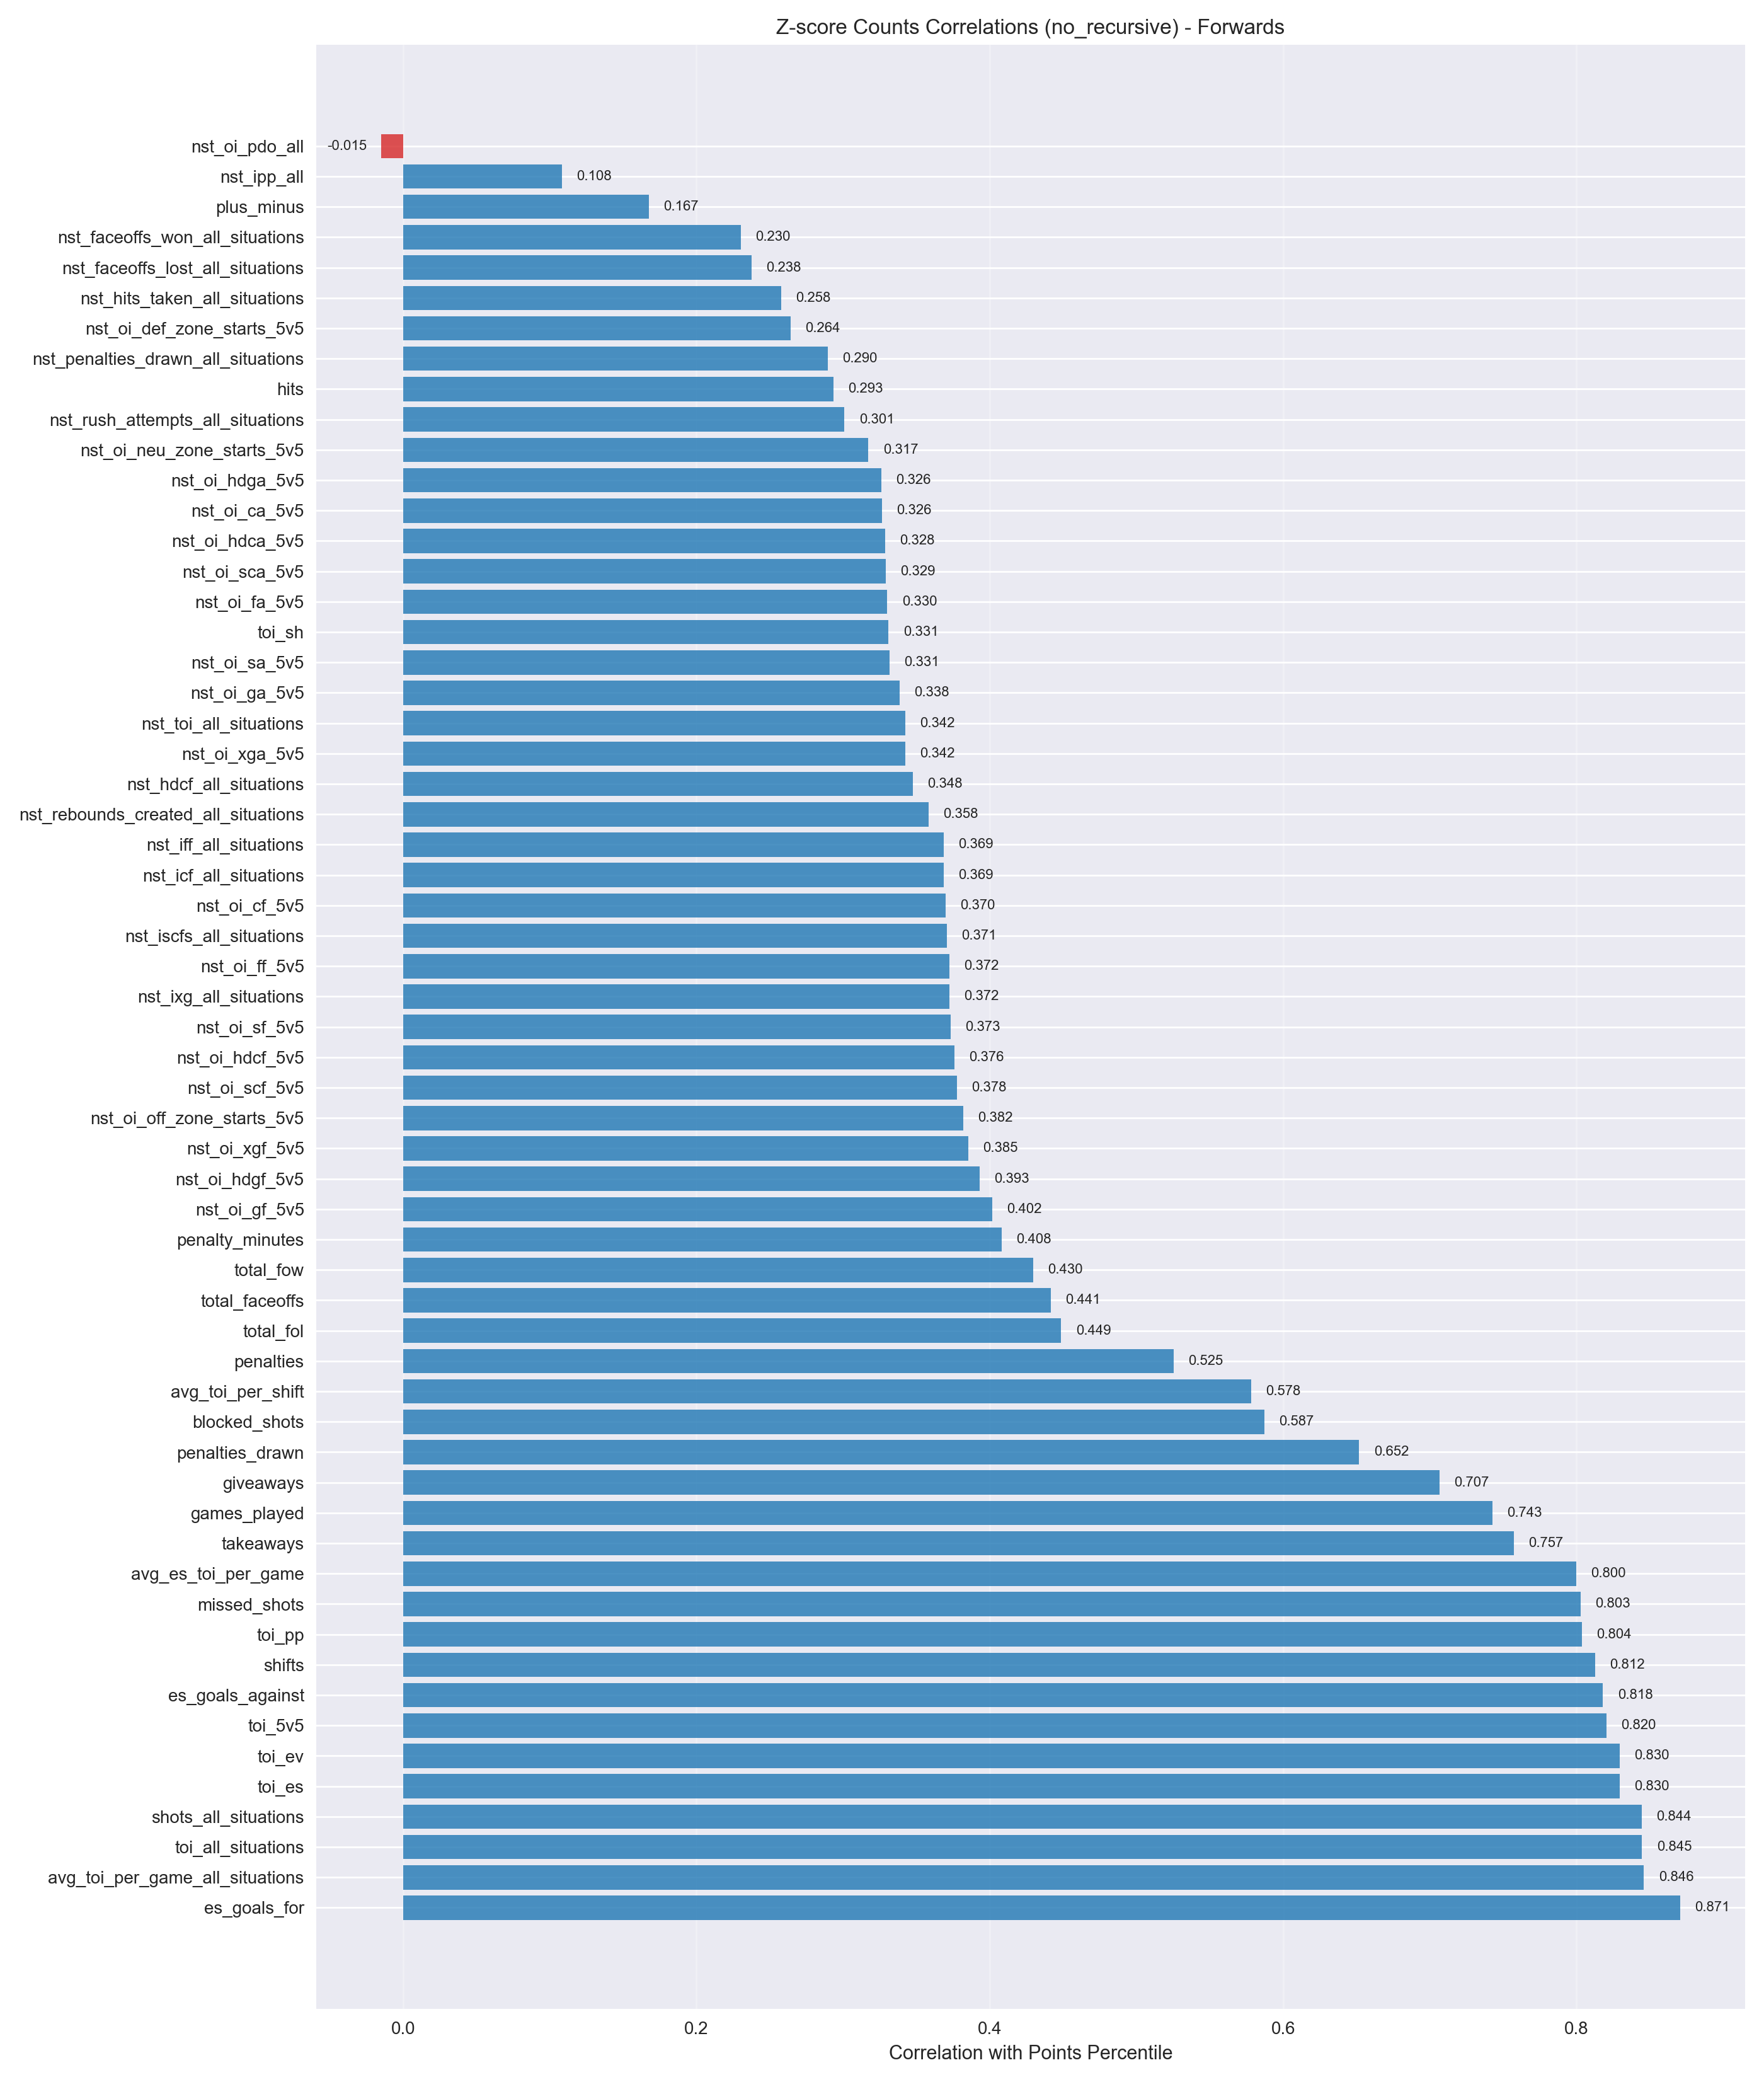 Z-score Counts Correlations (no_recursive) - Forwards
nst_oi_pdo_all -0.015
nst_ipp_all 0.108
plus_minus 0.167
nst_faceoffs_won_all_situations 0.230
nst_faceoffs_lost_all_situations 0.238
nst_hits_taken_all_situations 0.258
nst_oi_def_zone_starts_5v5 0.264
nst_penalties_drawn_all_situations 0.290
hits 0.293
nst_rush_attempts_all_situations 0.301
nst_oi_neu_zone_starts_5v5 0.317
nst_oi_hdga_5v5 0.326
nst_oi_ca_5v5 0.326
nst_oi_hdca_5v5 0.328
nst_oi_sca_5v5 0.329
nst_oi_fa_5v5 0.330
toi_sh 0.331
nst_oi_sa_5v5 0.331
nst_oi_ga_5v5 0.338
nst_toi_all_situations 0.342
nst_oi_xga_5v5 0.342
nst_hdcf_all_situations 0.348
nst_rebounds_created_all_situations 0.358
nst_iff_all_situations 0.369
nst_icf_all_situations 0.369
nst_oi_cf_5v5 0.370
nst_iscfs_all_situations 0.371
nst_oi_ff_5v5 0.372
nst_ixg_all_situations 0.372
nst_oi_sf_5v5 0.373
nst_oi_hdcf_5v5 0.376
nst_oi_scf_5v5 0.378
nst_oi_off_zone_starts_5v5 0.382
nst_oi_xgf_5v5 0.385
nst_oi_hdgf_5v5 0.393
nst_oi_gf_5v5 0.402
penalty_minutes 0.408
total_fow 0.430
total_faceoffs 0.441
total_fol 0.449
penalties 0.525
avg_toi_per_shift 0.578
blocked_shots 0.587
penalties_drawn 0.652
giveaways 0.707
games_played 0.743
takeaways 0.757
avg_es_toi_per_game 0.800
missed_shots 0.803
toi_pp 0.804
shifts 0.812
es_goals_against 0.818
toi_5v5 0.820
toi_ev 0.830
toi_es 0.830
shots_all_situations 0.844
toi_all_situations 0.845
avg_toi_per_game_all_situations 0.846
es_goals_for 0.871
0.0 0.2 0.4 0.6 0.8
Correlation with Points Percentile